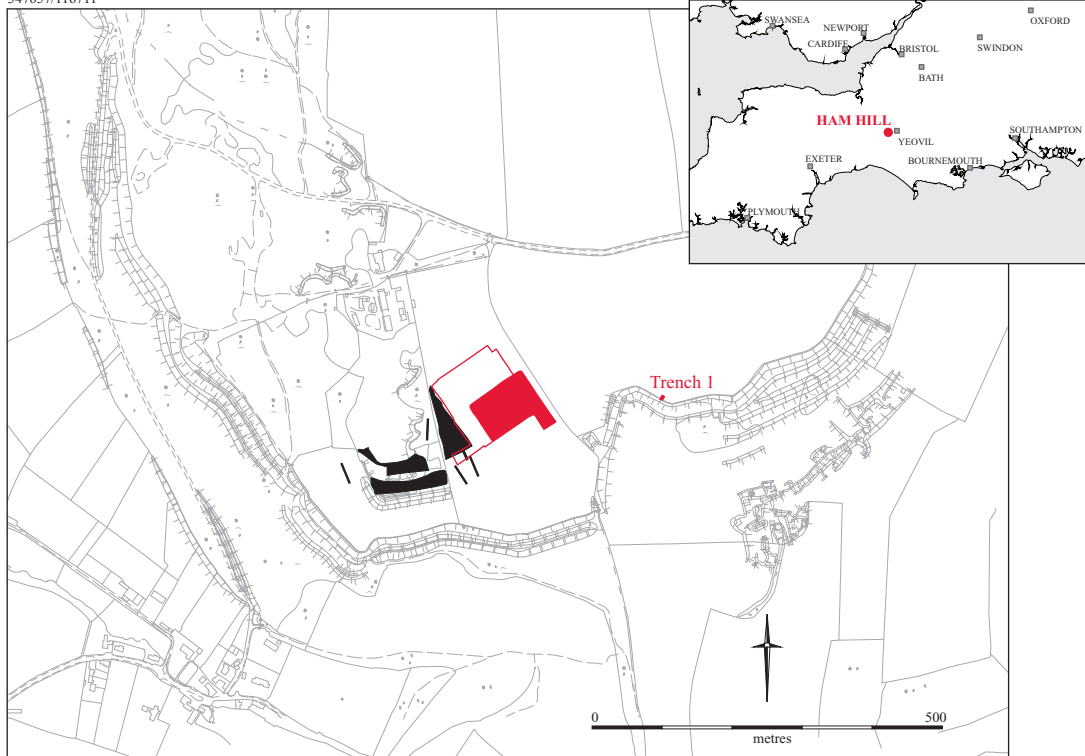 SWANSEA
NEWPORT
OXFORD
CARDIFF
BRISTOL
SWINDON
BATH
HAM HILL
YEOVIL
SOUTHAMPTON
EXETER
BOURNEMOUTH
PLYMOUTH
Trench 1
0
500
metres